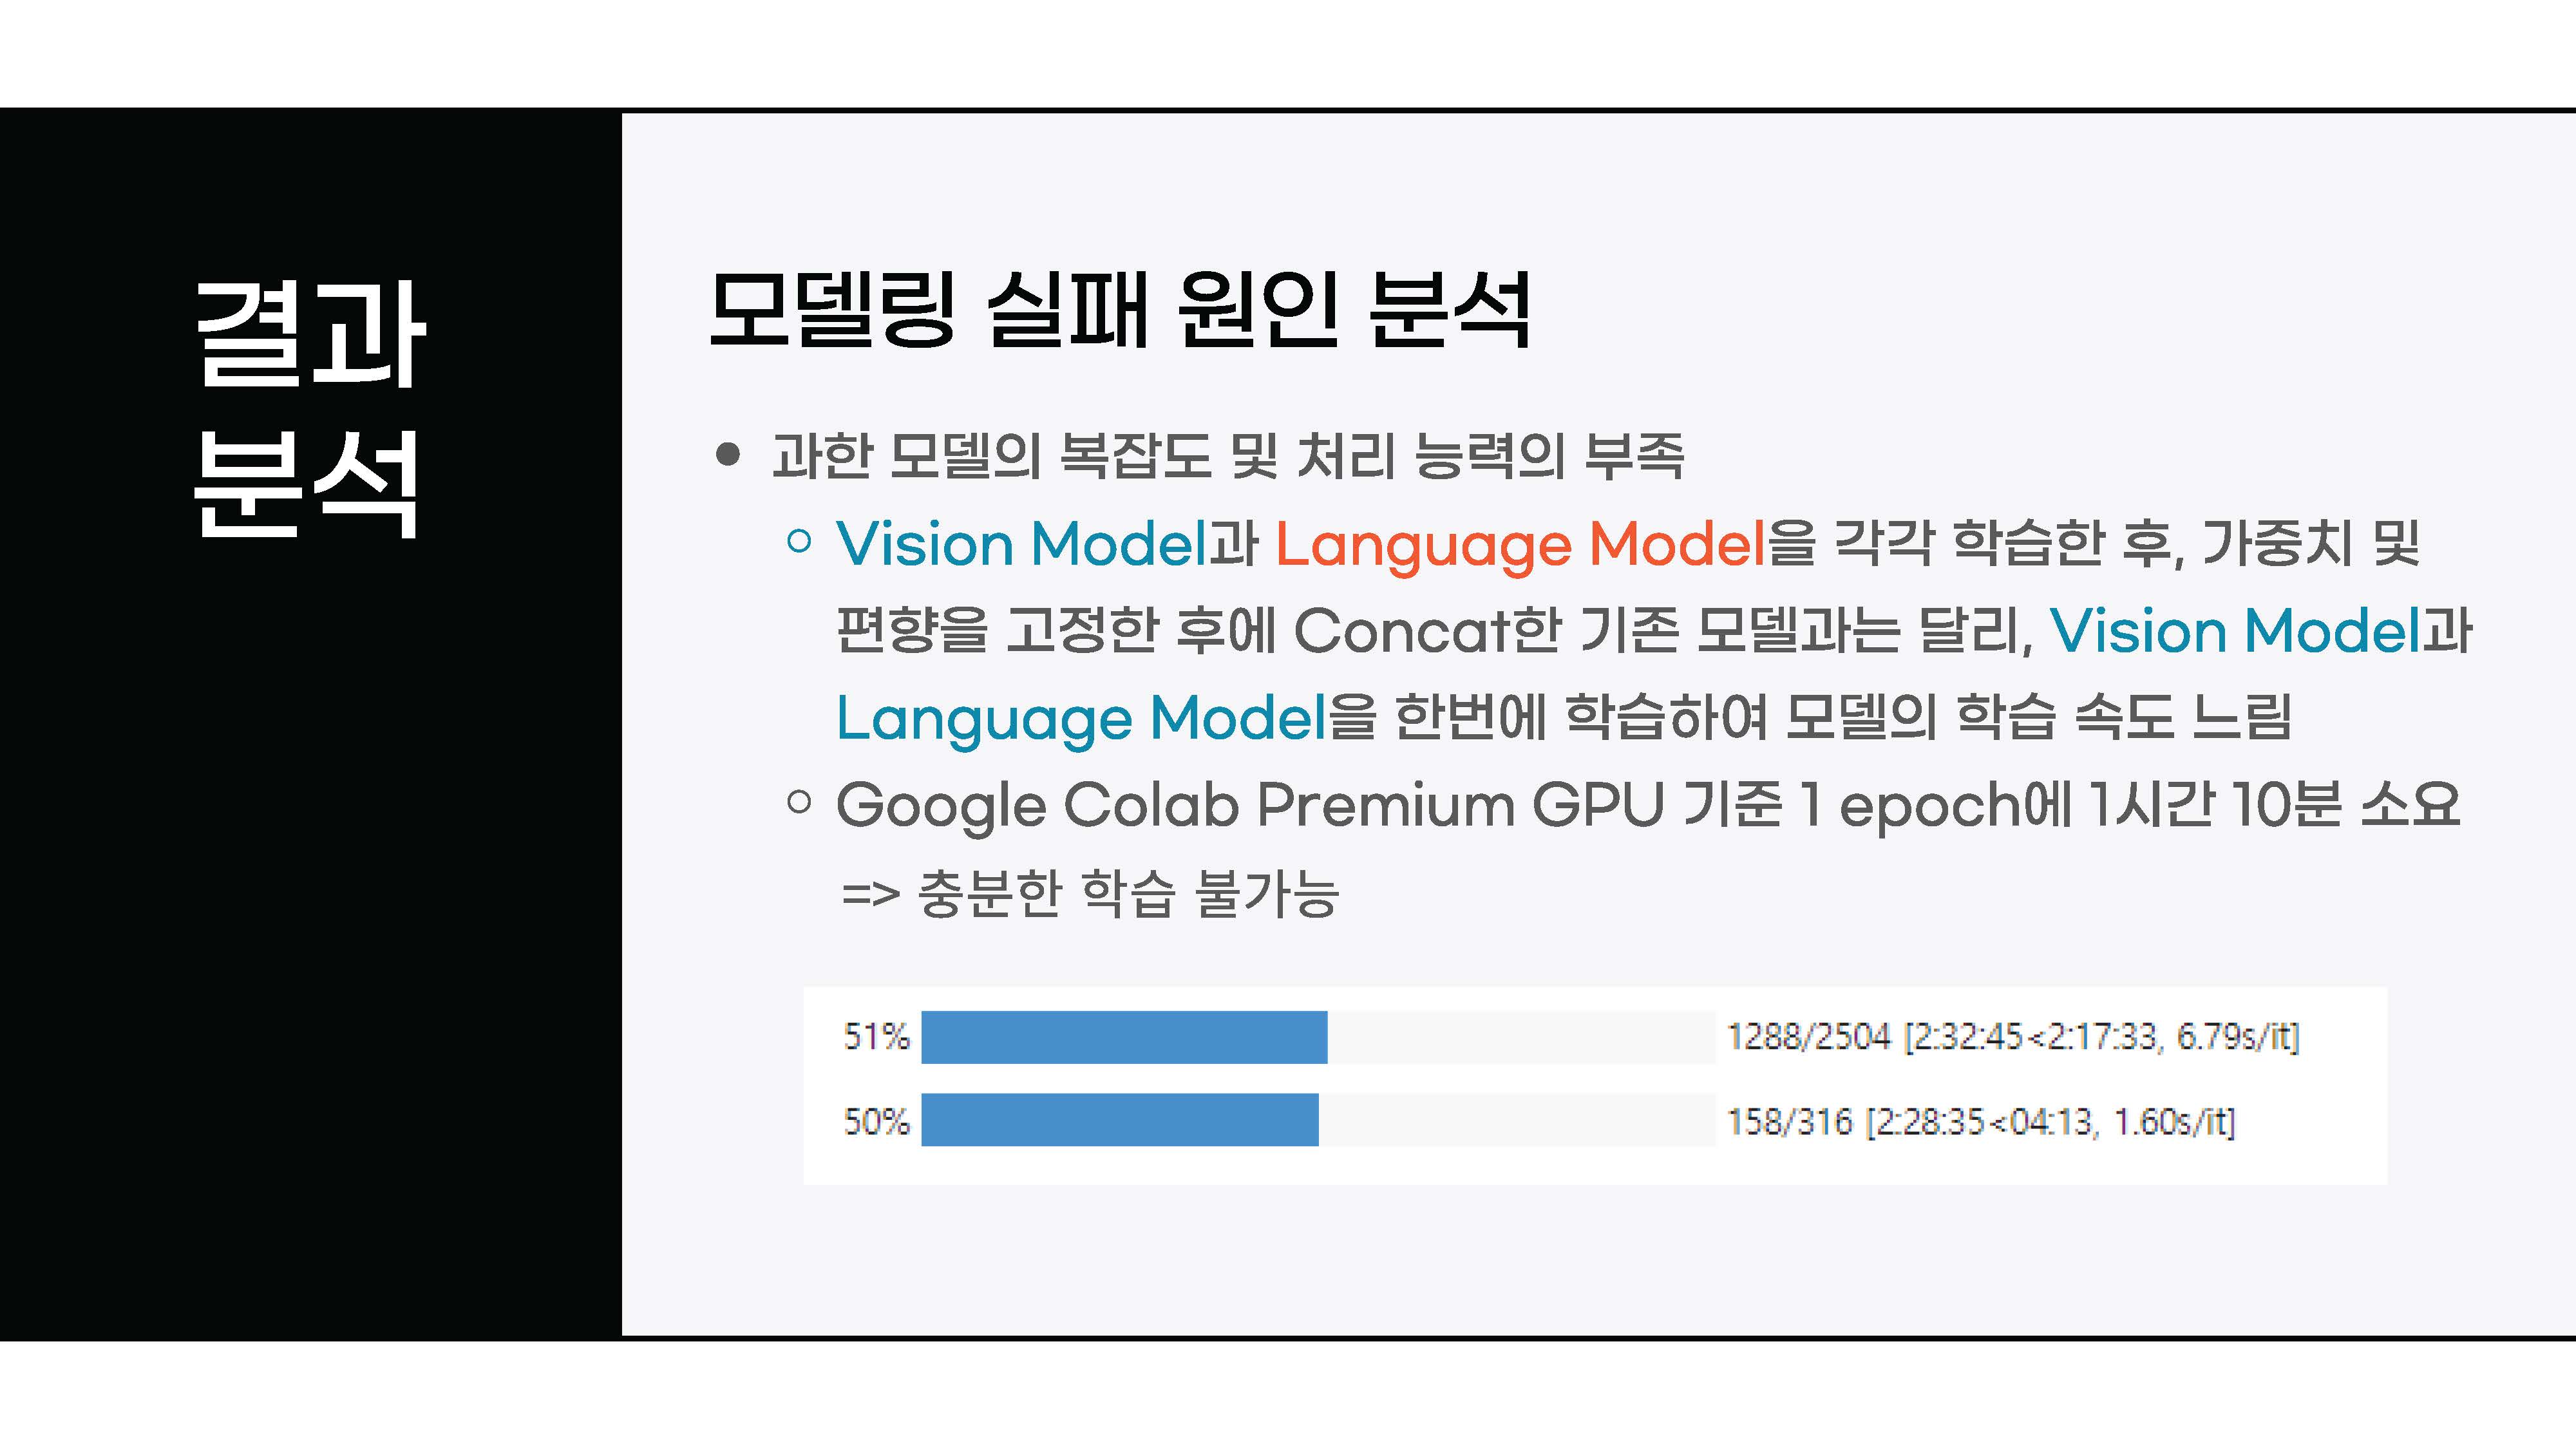 결과
분석
모델링 실패 원인 분석
● 과한 모델의 복잡도 및 처리 능력의 부족
○ Vision Model과 Language Model을 각각 학습한 후, 가중치 및
편향을 고정한 후에 Concat한 기존 모델과는 달리, Vision Model과
Language Model을 한번에 학습하여 모델의 학습 속도 느림
○ Google Colab Premium GPU 기준 1 epoch에 1시간 10분 소요
=> 충분한 학습 불가능
51% 1288/2504 [2:32:45<2:17:33, 6.79s/it]
50% 158/316 [2:28:35<04:13, 1.60s/it]